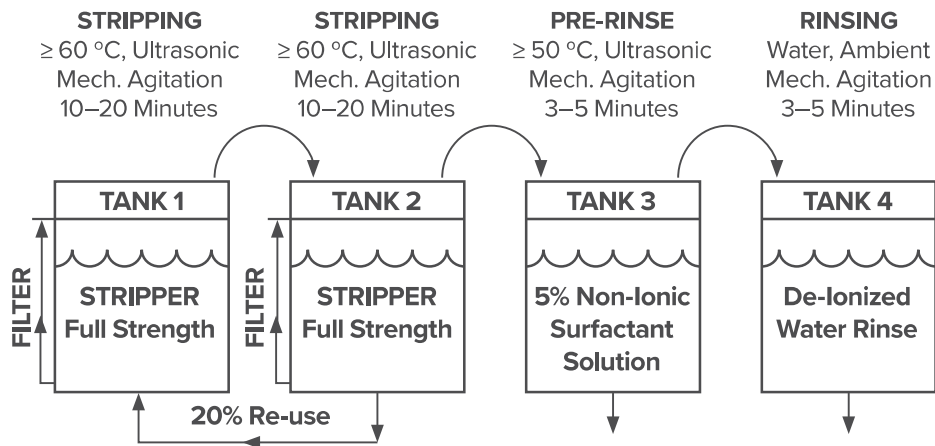 STRIPPING
≥ 60 ºC, Ultrasonic
Mech. Agitation
10–20 Minutes
STRIPPING
≥ 60 ºC, Ultrasonic
Mech. Agitation
10–20 Minutes
PRE-RINSE
≥ 50 ºC, Ultrasonic
Mech. Agitation
3–5 Minutes
RINSING
Water, Ambient
Mech. Agitation
3–5 Minutes
TANK 1
FILTER
STRIPPER
Full Strength
TANK 2
FILTER
STRIPPER
Full Strength
TANK 3
5% Non-Ionic
Surfactant
Solution
TANK 4
De-Ionized
Water Rinse
20% Re-use